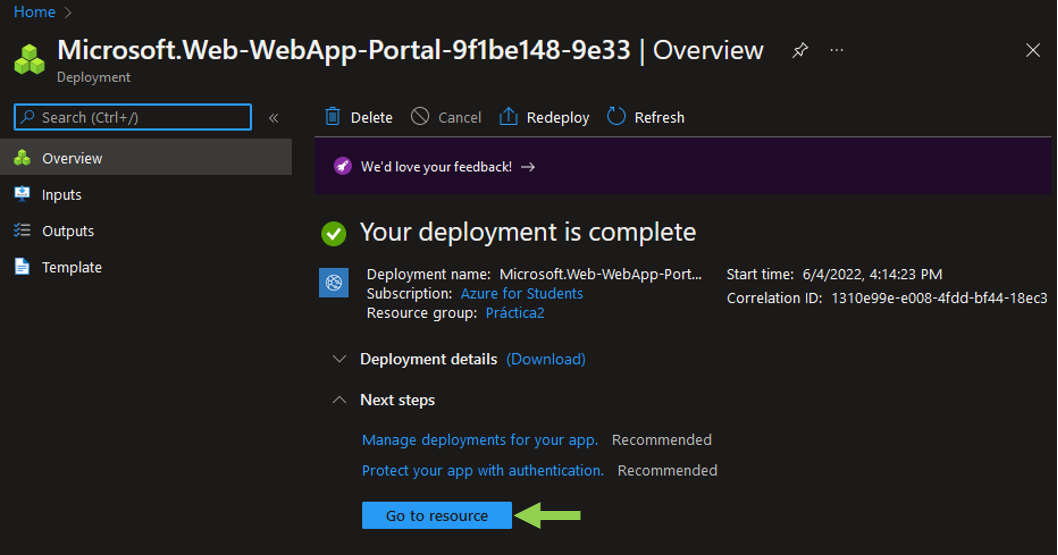 Home
Microsoft.Web-WebApp-Portal-9f1be148-9e33 | Overview
Deployment
Search (Ctrl+/)
Overview
Inputs
Outputs
Template
Delete Cancel Redeploy Refresh
We'd love your feedback! →
Your deployment is complete
Deployment name: Microsoft.Web-WebApp-Port... Start time: 6/4/2022, 4:14:23 PM
Subscription: Azure for Students Correlation ID: 1310e99e-e008-4fdd-bf44-18ec3
Resource group: Práctica2
Deployment details (Download)
Next steps
Manage deployments for your app. Recommended
Protect your app with authentication. Recommended
Go to resource